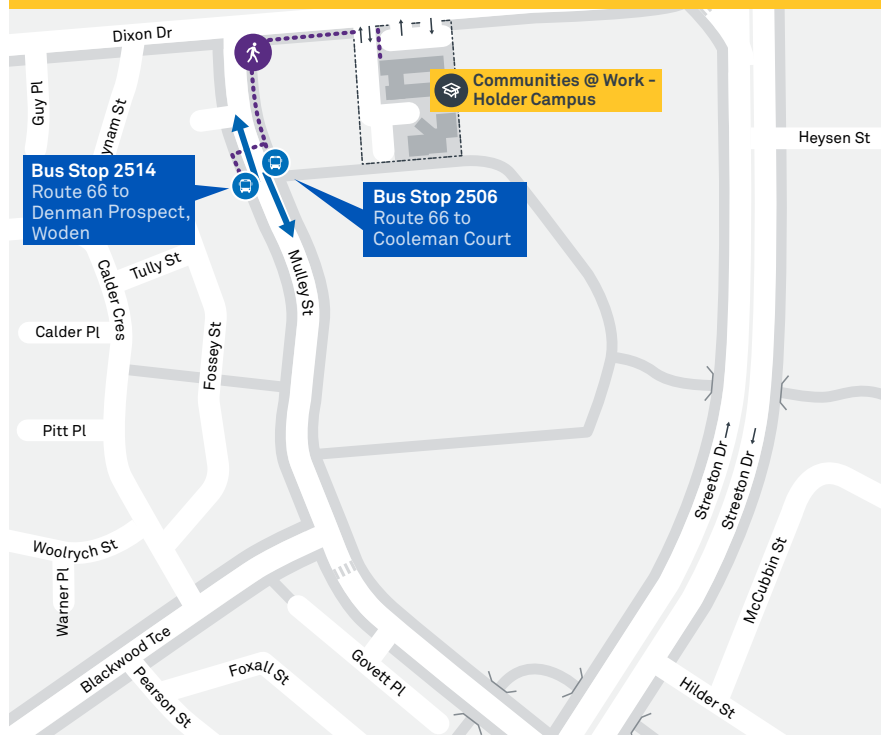 Dixon Dr
Guy Pl
Communities @ Work -
Holder Campus
Heysen St
Bus Stop 2514
Route 66 to
Denman Prospect,
Woden
Bus Stop 2506
Route 66 to
Cooleman Court
Mulley St
Tully St
Calder Cres
Calder Pl
Fossey St
Pitt Pl
Streeton Dr
Streeton Dr
Woolrych St
Warner Pl
McCubbin St
Blackwood Tce
Govett Pl
Foxall St
Pearson St
Hilder St